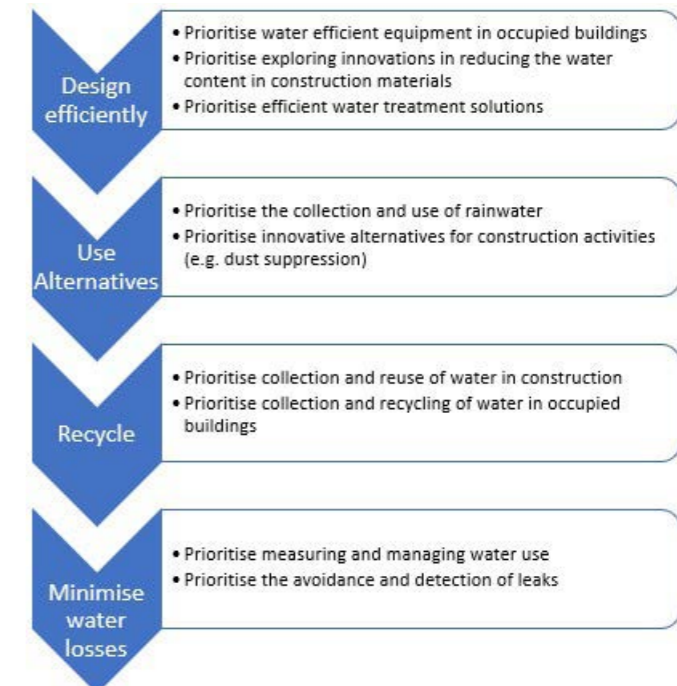 Design
efficiently
• Prioritise water efficient equipment in occupied buildings
• Prioritise exploring innovations in reducing the water
content in construction materials
• Prioritise efficient water treatment solutions
Use
Alternatives
• Prioritise the collection and use of rainwater
• Prioritise innovative alternatives for construction activities
(e.g. dust suppression)
Recycle
• Prioritise collection and reuse of water in construction
• Prioritise collection and recycling of water in occupied
buildings
Minimise
water
losses
• Prioritise measuring and managing water use
• Prioritise the avoidance and detection of leaks